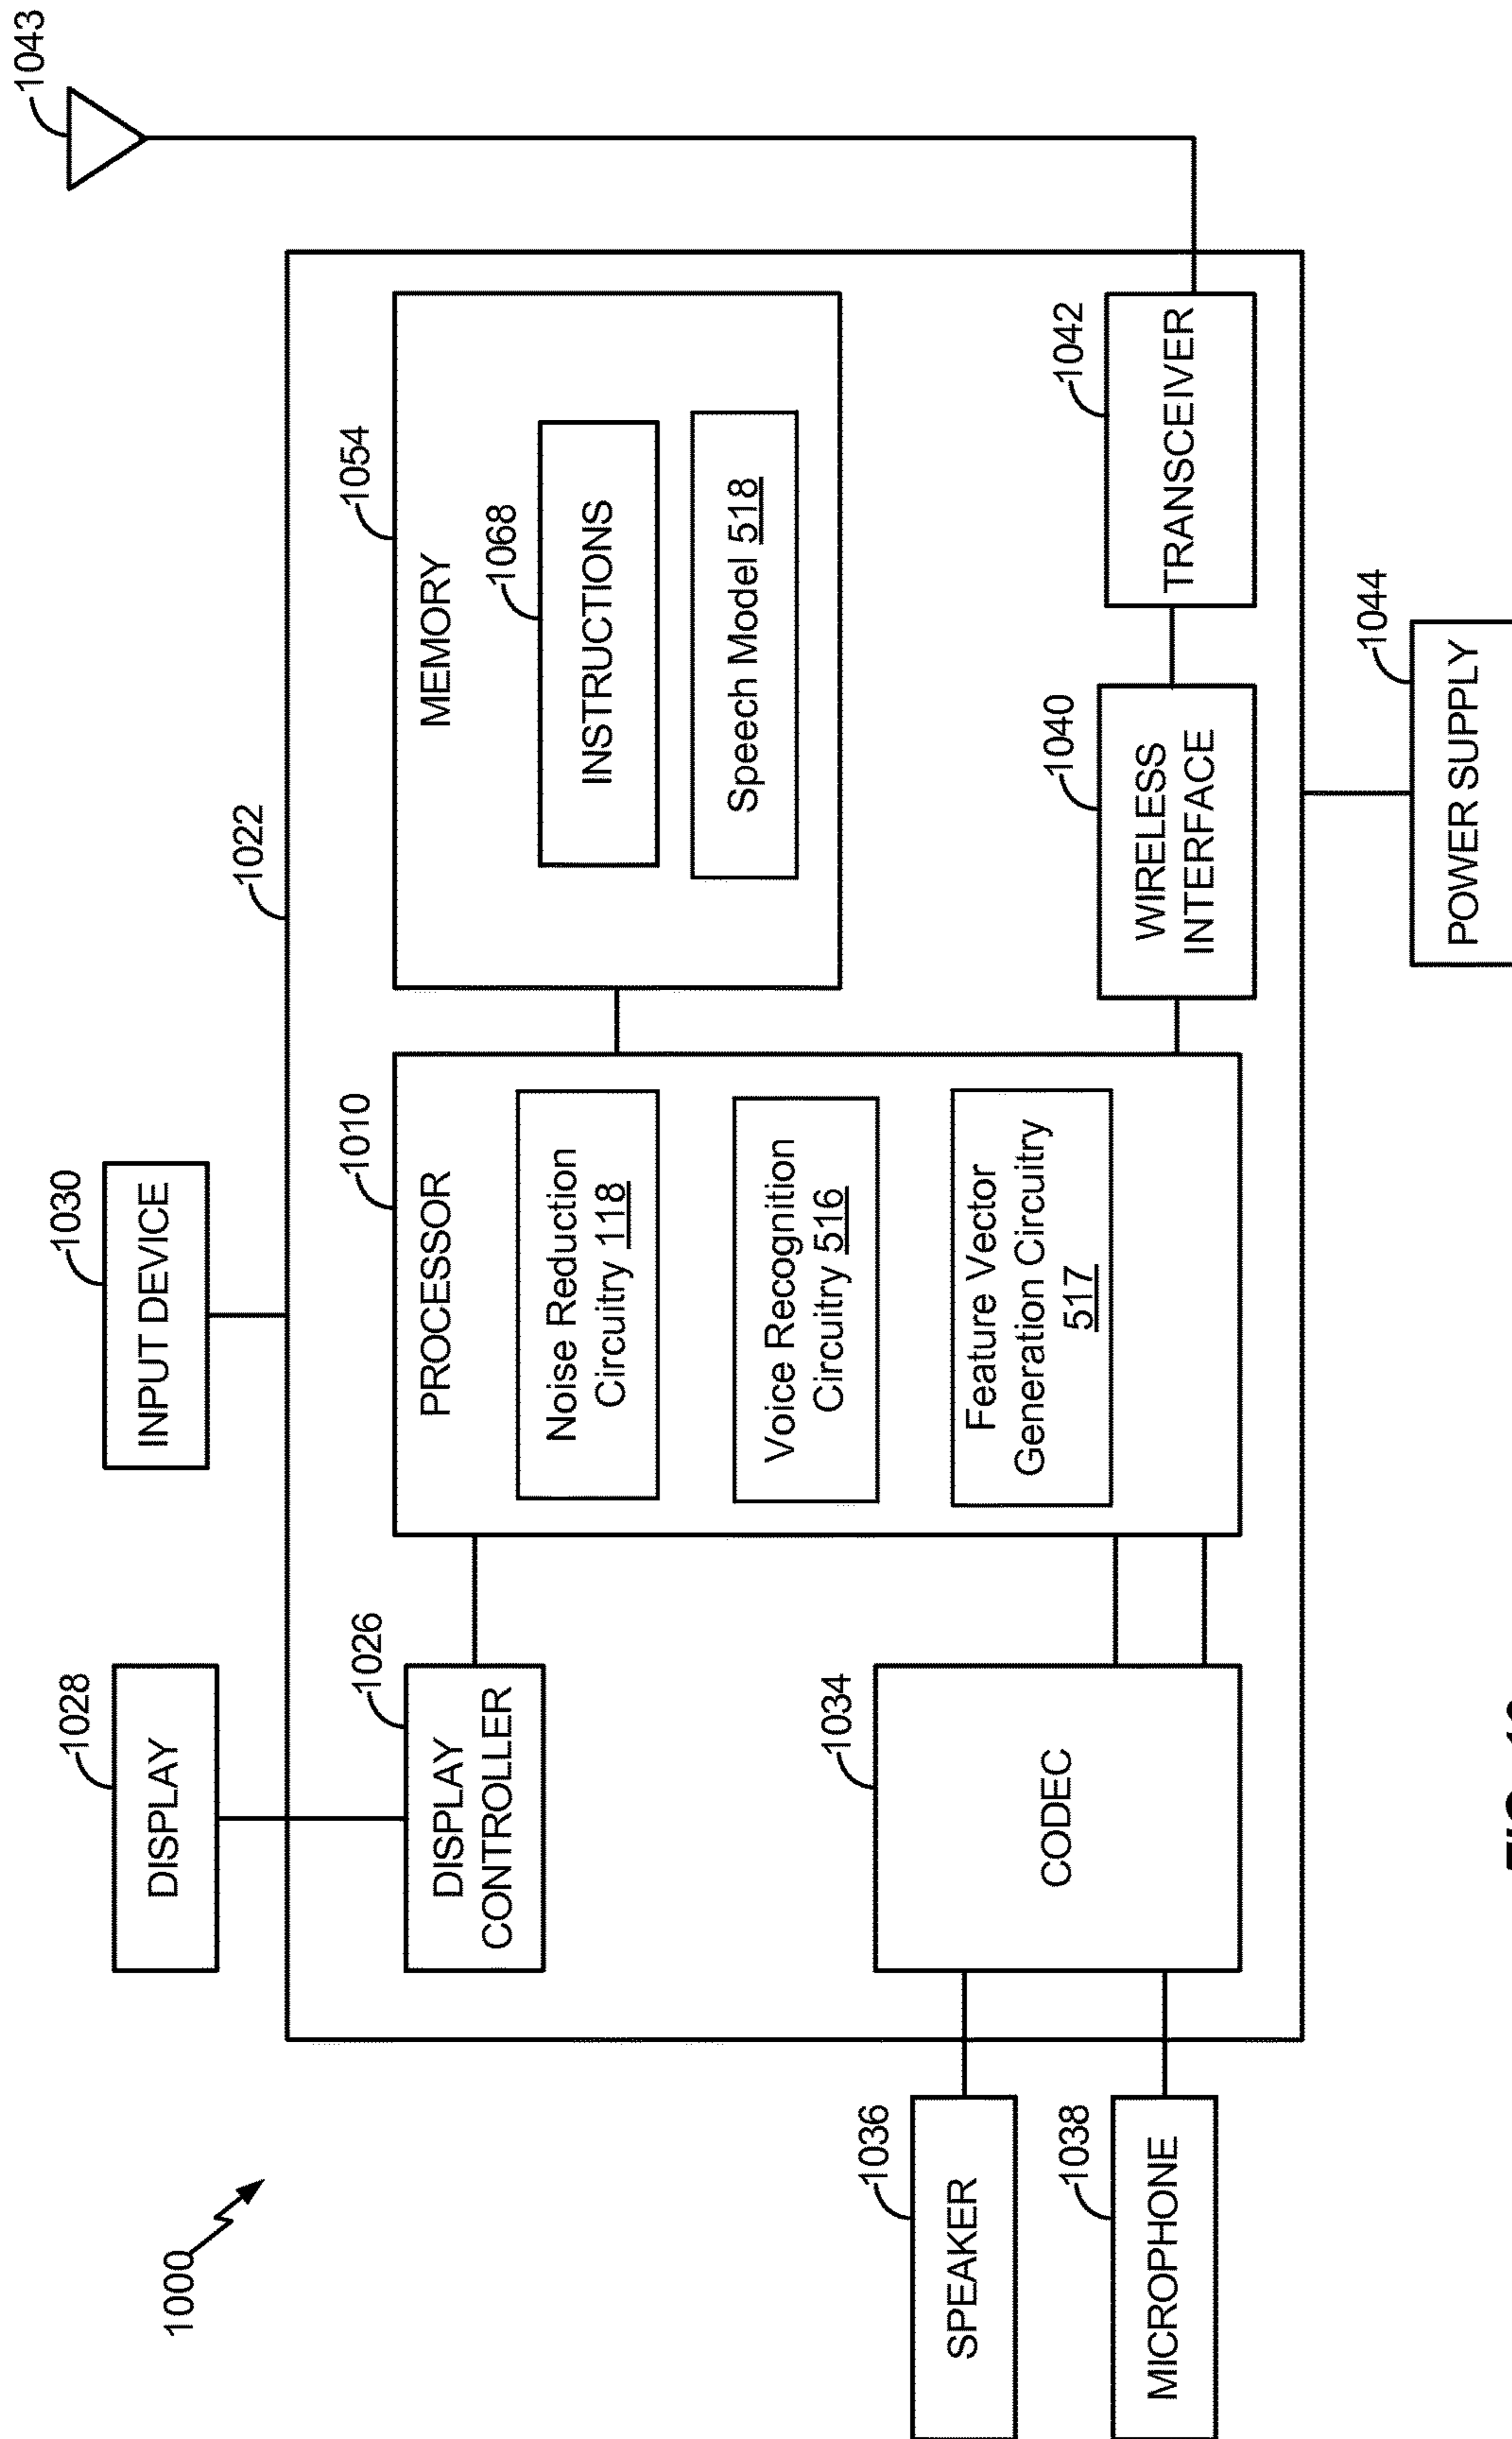 1000
1028
DISPLAY
1030
INPUT DEVICE
1043
1022
1026
DISPLAY
CONTROLLER
1010
PROCESSOR
Noise Reduction
Circuitry 118
Voice Recognition
Circuitry 516
Feature Vector
Generation Circuitry
517
1054
MEMORY
1068
INSTRUCTIONS
Speech Model 518
1036
SPEAKER
1038
MICROPHONE
1034
CODEC
1040
WIRELESS
INTERFACE
1042
TRANSCEIVER
1044
POWER SUPPLY
FIG.